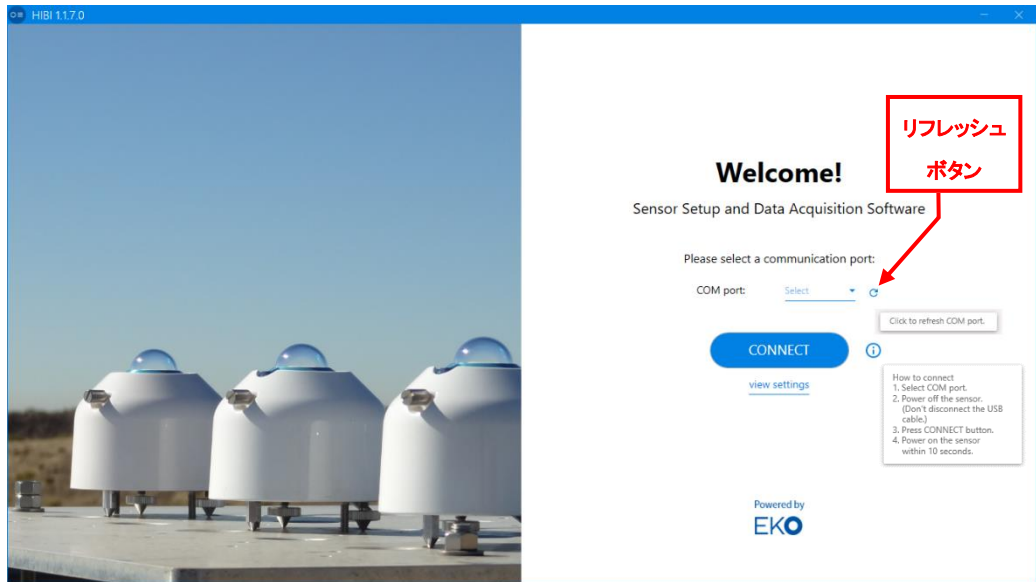 HIBI 1.1.7.0
リフレッシュ
ボタン
Welcome!
Sensor Setup and Data Acquisition Software
Please select a communication port:
COM port:
Select
Click to refresh COM port.
CONNECT
view settings
How to connect
1. Select COM port.
2. Power off the sensor.
(Don't disconnect the USB
cable.)
3. Press CONNECT button.
4. Power on the sensor
within 10 seconds.
Powered by
EKO